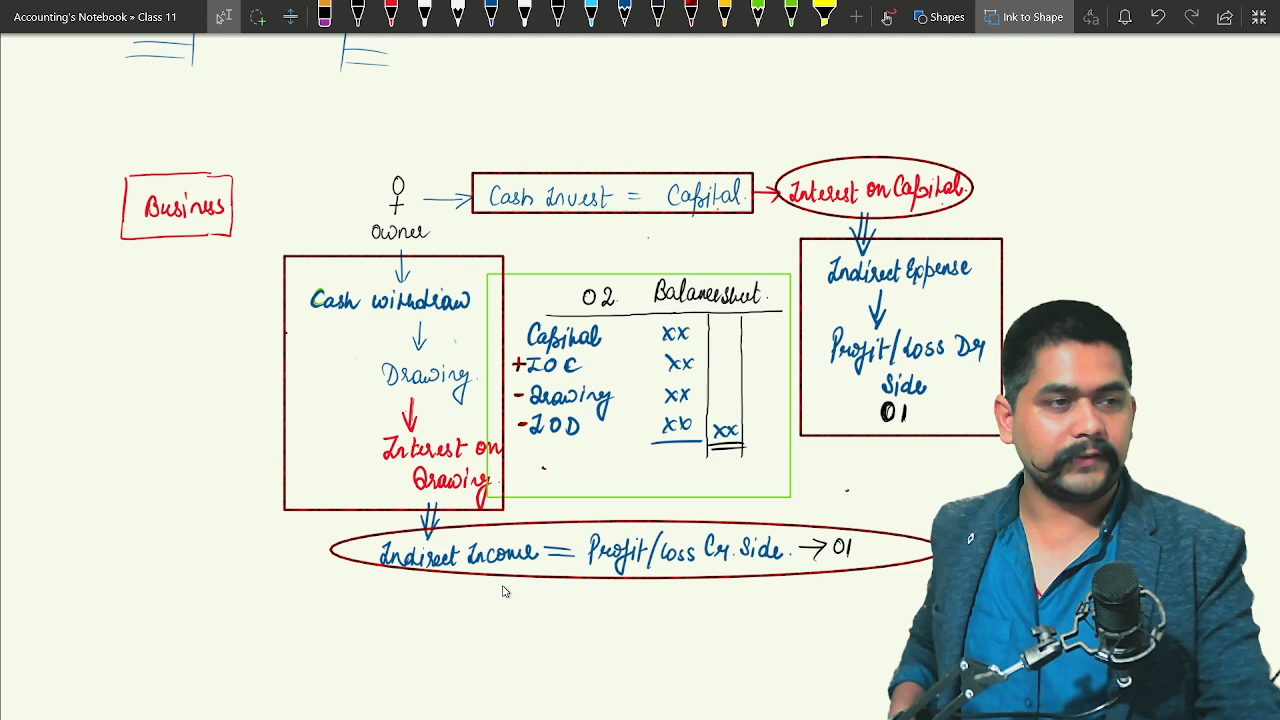 Accounting's Notebook » Class 11
Shapes
Ink to Shape
Business
owner
Cash Invest = Capital
Interest on Capital.
Cash withdraw
Drawing.
Interest on
Drawing.
02. Balancesheet.
Capital xx
+IOC xx
-Drawing xx
-IOD xx xx
Indirect Expense
Profit/Loss Dr
Side
01
Indirect Income = Profit/Loss Cr. Side. → 01